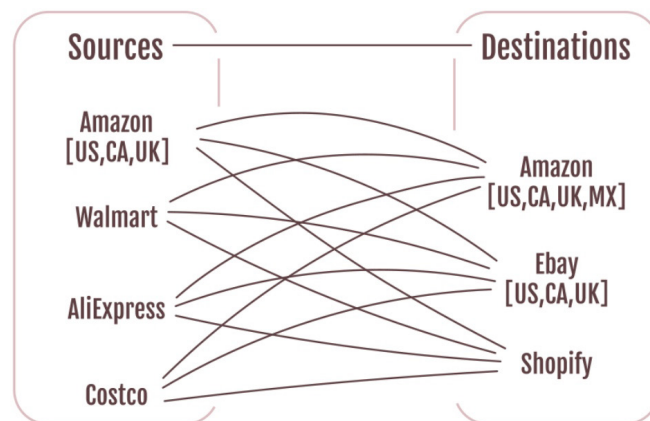 Sources
Destinations
Amazon
[US,CA,UK]
Walmart
AliExpress
Costco
Amazon
[US,CA,UK,MX]
Ebay
[US,CA,UK]
Shopify